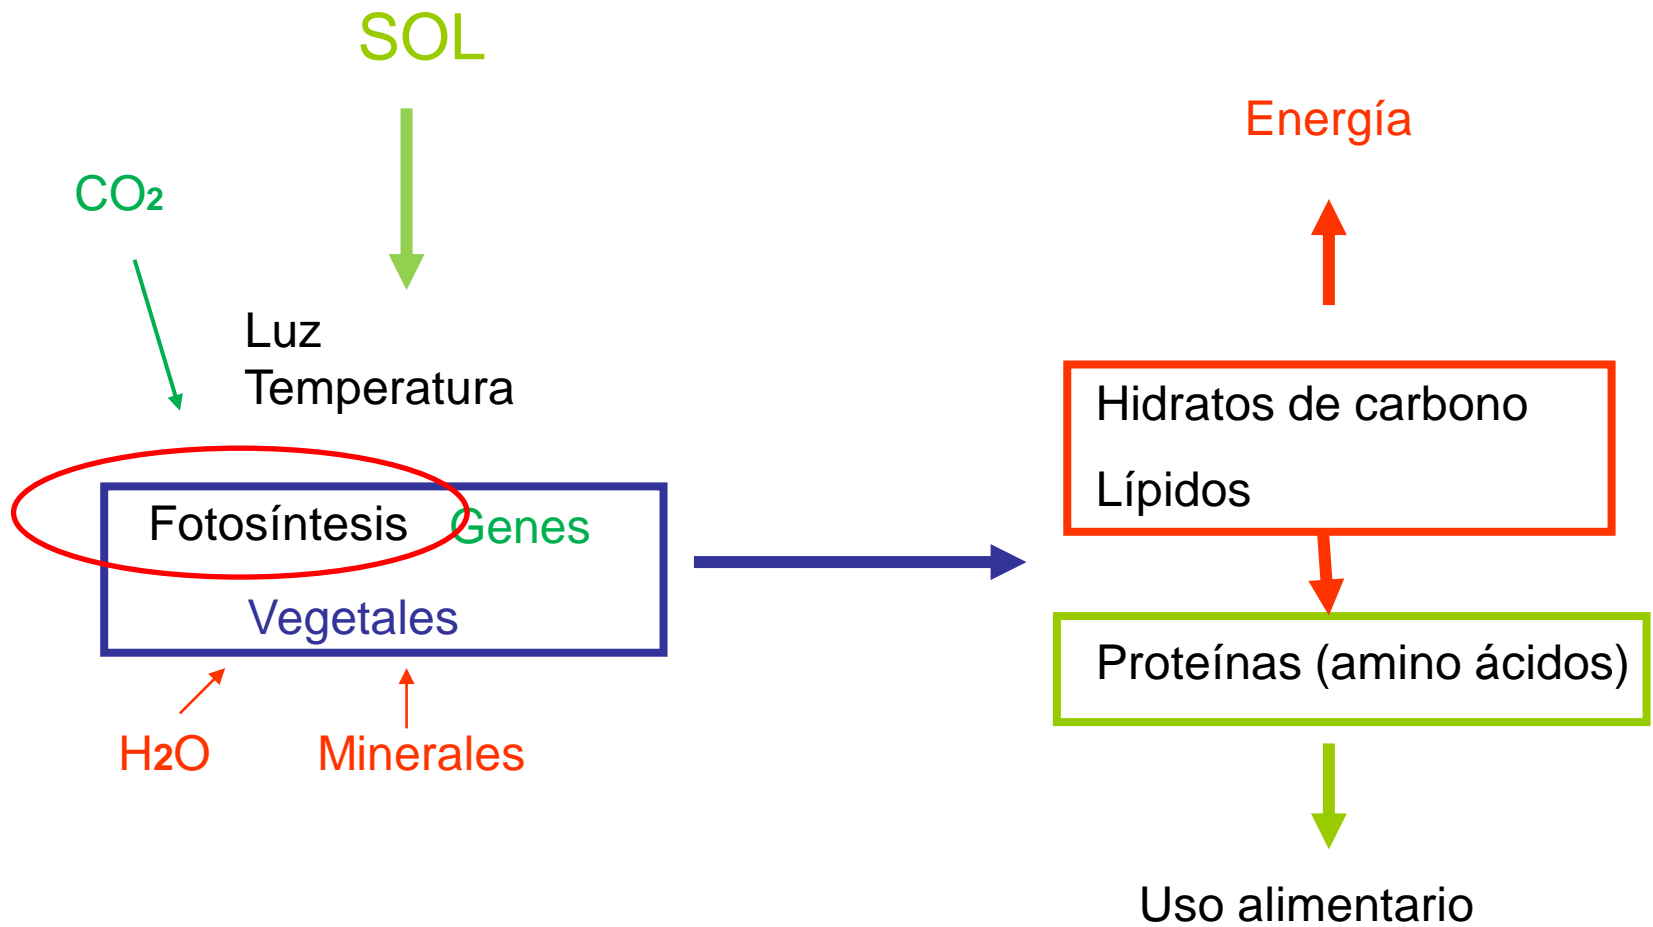 SOL
Energía
CO2
Luz
Temperatura
Hidratos de carbono
Lípidos
Fotosíntesis Genes
Vegetales
Proteínas (amino ácidos)
H2O Minerales
Uso alimentario